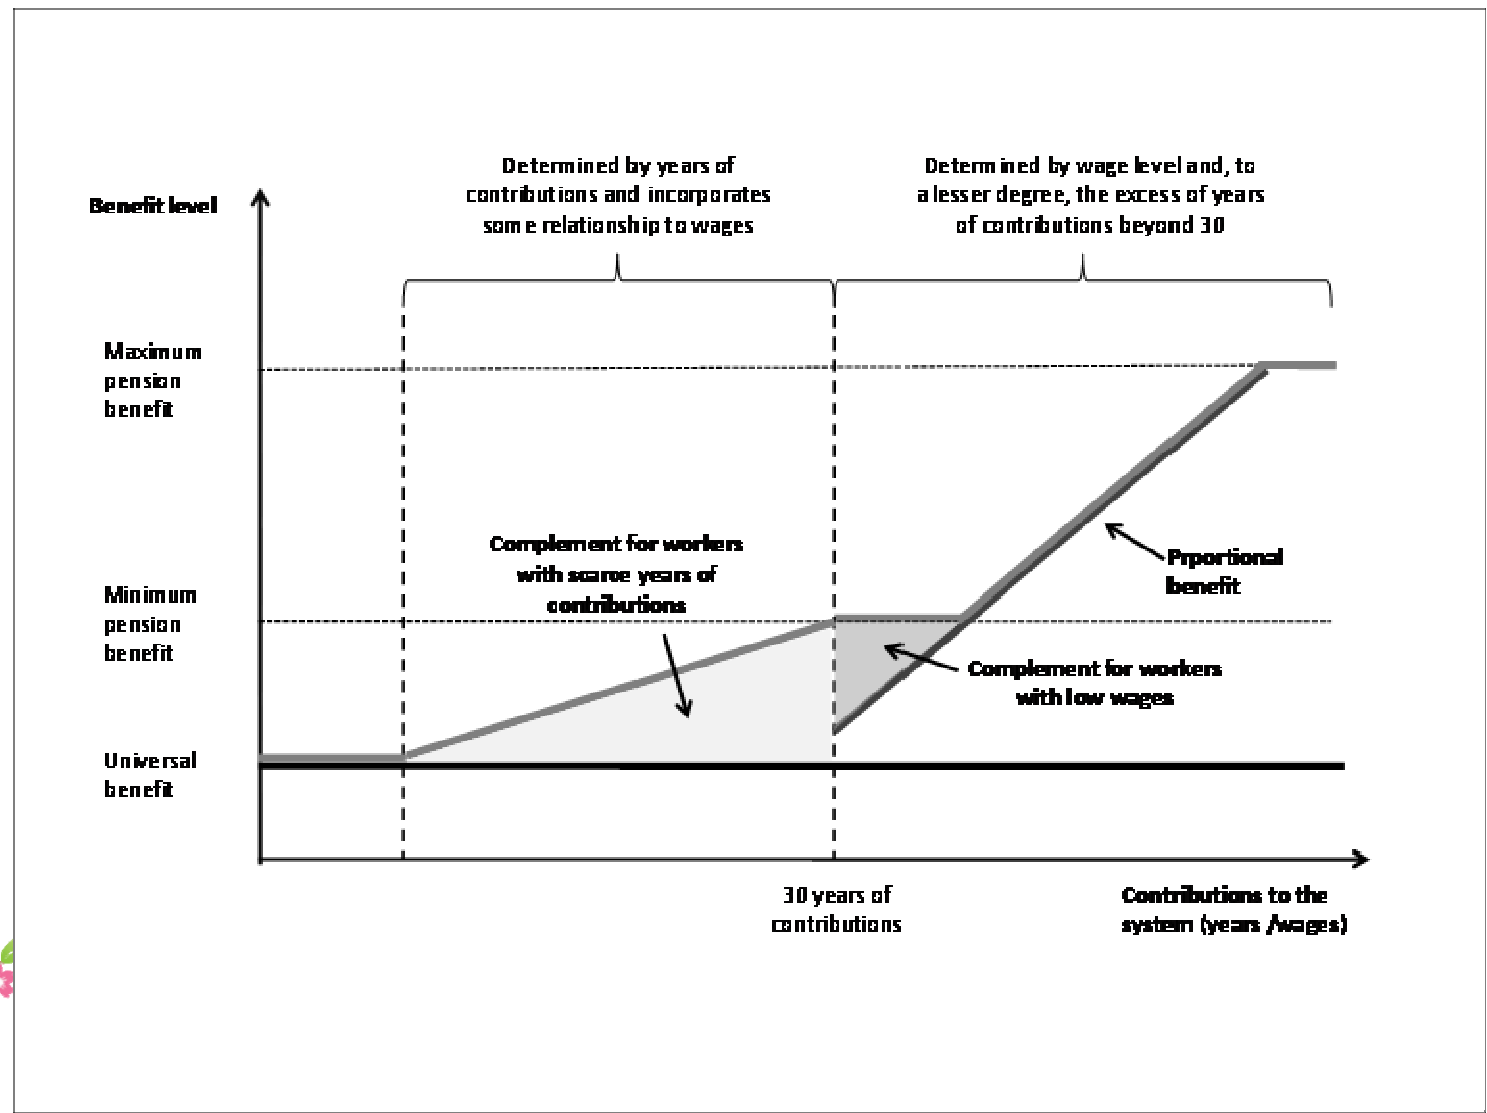 Determined by years of
contributions and incorporates
some relationship to wages
Determined by wage level and, to
a lesser degree, the excess of years
of contributions beyond 30
Benefit level
Maximum
pension
benefit
Complement for workers
with scarce years of
contributions
Prportional
benefit
Minimum
pension
benefit
Complement for workers
with low wages
Universal
benefit
30 years of
contributions
Contributions to the
system (years /wages)